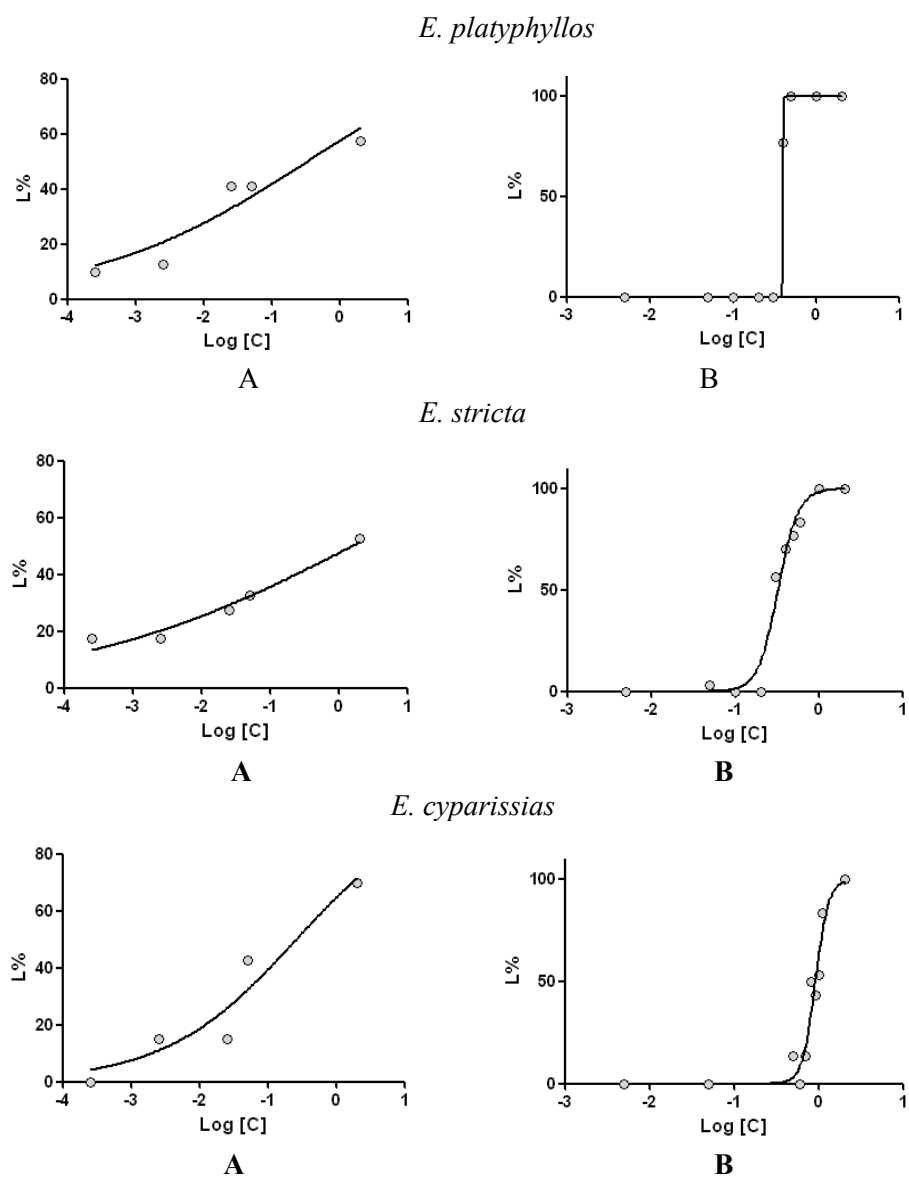 E. platyphyllos
80
60
40
20
0
L%
-4 -3 -2 -1 0 1
Log [C]
A
100
50
0
L%
-3 -2 -1 0 1
Log [C]
B
E. stricta
80
60
40
20
0
L%
-4 -3 -2 -1 0 1
Log [C]
A
100
50
0
L%
-3 -2 -1 0 1
Log [C]
B
E. cyparissias
80
60
40
20
0
L%
-4 -3 -2 -1 0 1
Log [C]
A
100
50
0
L%
-3 -2 -1 0 1
Log [C]
B